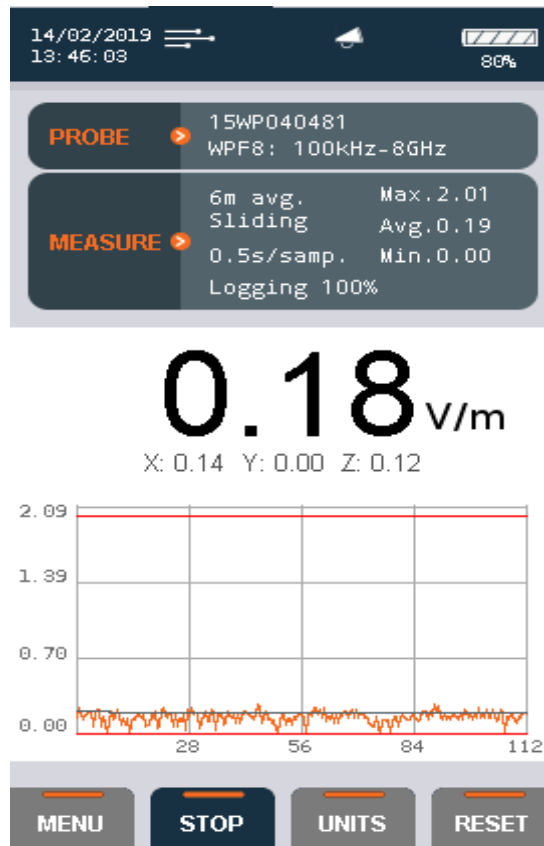 14/02/2019
13:46:03
80%
PROBE
15WP040481
WPF8: 100kHz-8GHz
MEASURE
6m avg.
Sliding
0.5s/samp.
Logging 100%
Max.2.01
Avg.0.19
Min.0.00
0.18 V/m
X: 0.14 Y: 0.00 Z: 0.12
2.09
1.39
0.70
0.00
28 56 84 112
MENU STOP UNITS RESET